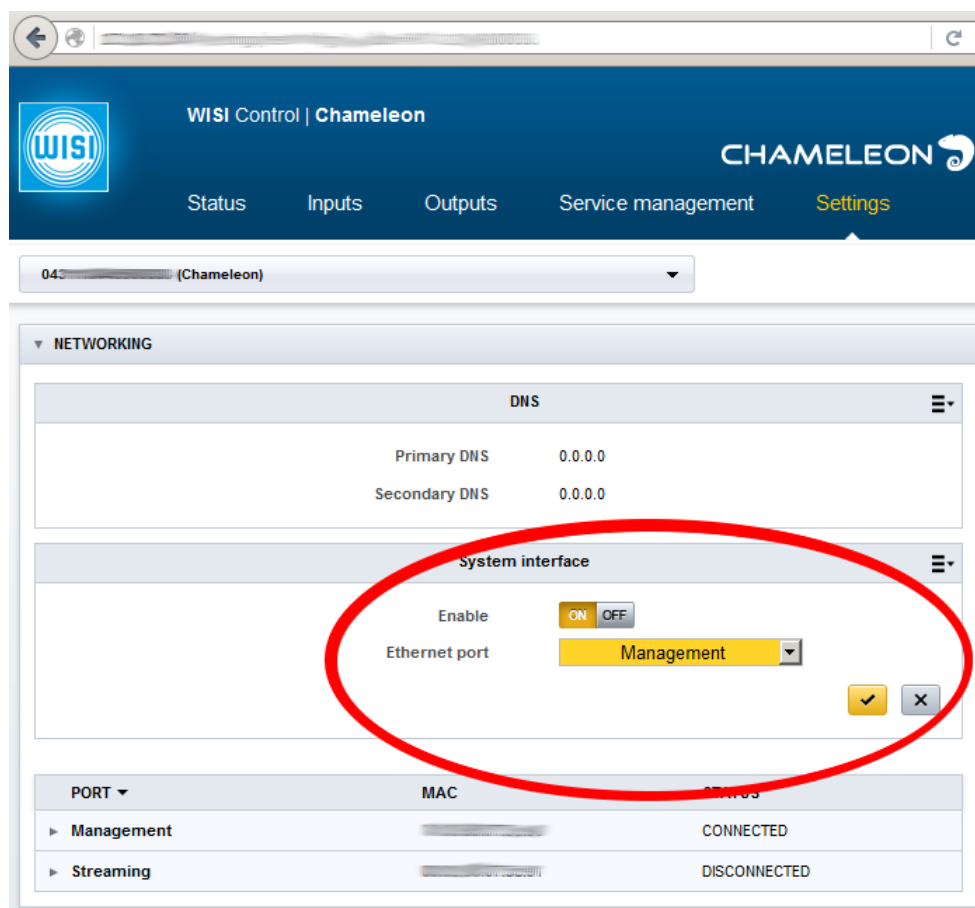 WISI Control | Chameleon
WISI
CHAMELEON
Status Inputs Outputs Service management Settings
(Chameleon)
NETWORKING
DNS
Primary DNS 0.0.0.0
Secondary DNS 0.0.0.0
System interface
Enable ON OFF
Ethernet port Management
PORT MAC STATUS
Management CONNECTED
Streaming DISCONNECTED